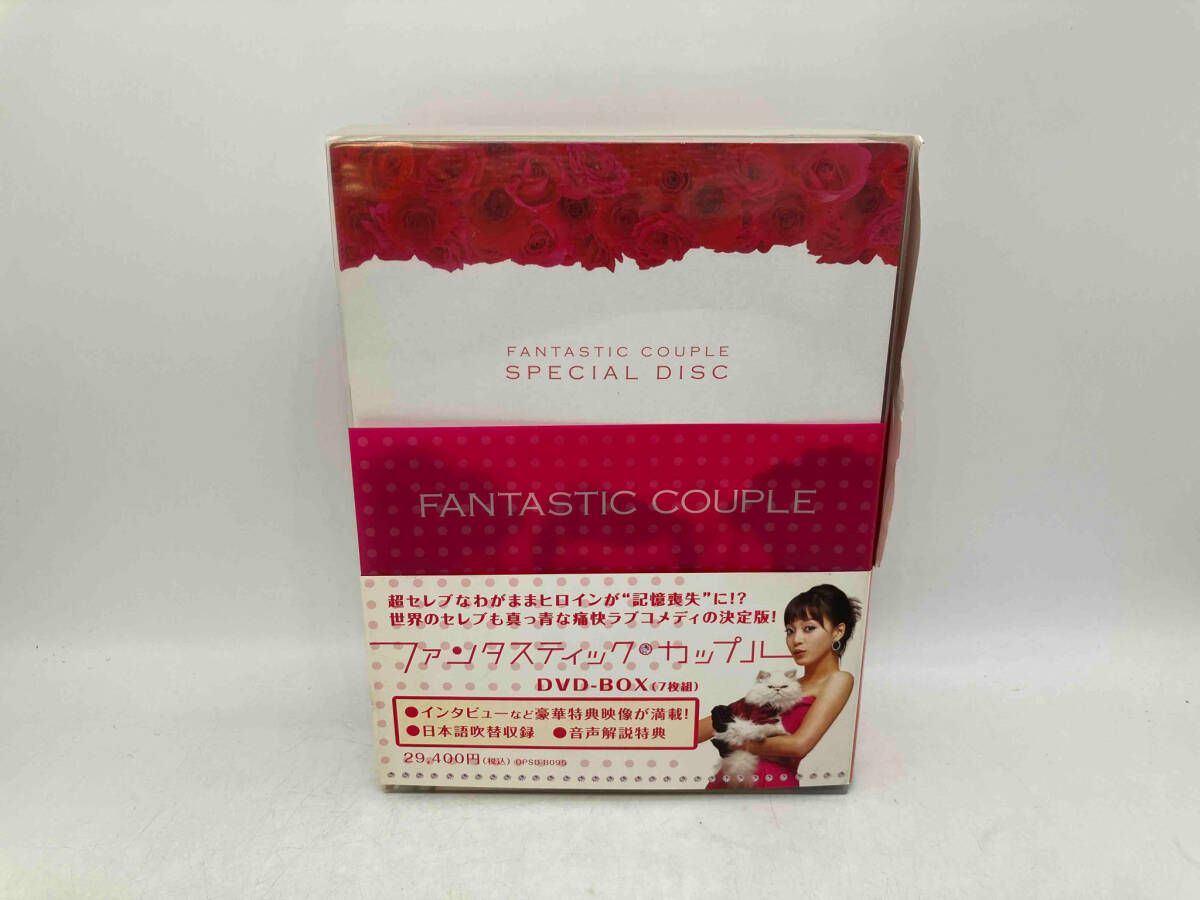 FANTASTIC COUPLE
SPECIAL DISC
FANTASTIC COUPLE
超セレブなわがままヒロインが“記憶喪失”に!?
世界のセレブも真っ青な痛快ラブコメディの決定版!
ファンタスティック・カップル
DVD-BOX(7枚組)
●インタビューなど豪華特典映像が満載!
●日本語吹替収録 ●音声解説特典
29,400円(税込) OPSD-B095